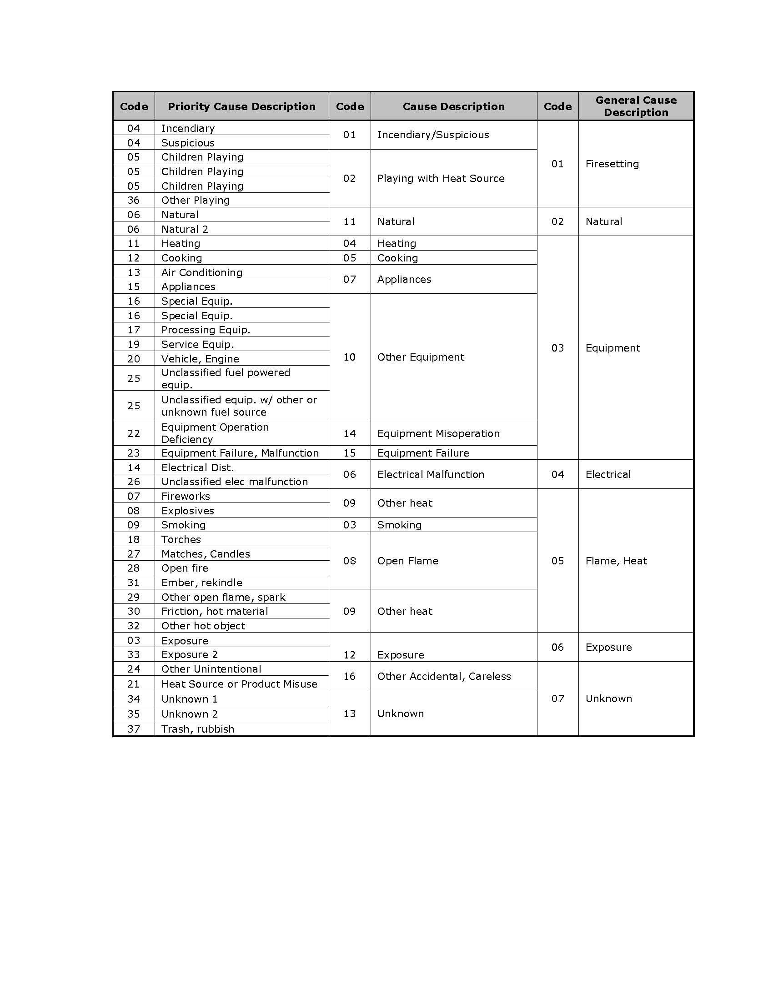 Code Priority Cause Description Code Cause Description Code General Cause Description
04 Incendiary 01 Incendiary/Suspicious 01 Firesetting
04 Suspicious
05 Children Playing 02 Playing with Heat Source
05 Children Playing
05 Children Playing
36 Other Playing
06 Natural 11 Natural 02 Natural
06 Natural 2
11 Heating 04 Heating 03 Equipment
12 Cooking 05 Cooking
13 Air Conditioning 07 Appliances
15 Appliances
16 Special Equip. 10 Other Equipment
16 Special Equip.
17 Processing Equip.
19 Service Equip.
20 Vehicle, Engine
25 Unclassified fuel powered equip.
25 Unclassified equip. w/ other or unknown fuel source
22 Equipment Operation Deficiency 14 Equipment Misoperation
23 Equipment Failure, Malfunction 15 Equipment Failure
14 Electrical Dist. 06 Electrical Malfunction 04 Electrical
26 Unclassified elec malfunction
07 Fireworks 09 Other heat 05 Flame, Heat
08 Explosives
09 Smoking 03 Smoking
18 Torches 08 Open Flame
27 Matches, Candles
28 Open fire
31 Ember, rekindle
29 Other open flame, spark 09 Other heat
30 Friction, hot material
32 Other hot object
03 Exposure 12 Exposure 06 Exposure
33 Exposure 2
24 Other Unintentional 16 Other Accidental, Careless 07 Unknown
21 Heat Source or Product Misuse
34 Unknown 1 13 Unknown
35 Unknown 2
37 Trash, rubbish